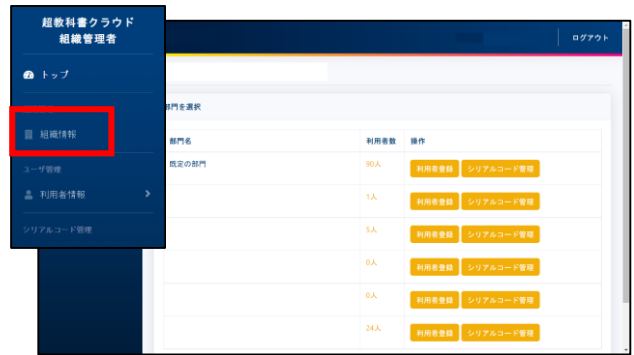 超教科書クラウド
組織管理者
ログアウト
トップ
組織情報
ユーザ管理
利用者情報
シリアルコード管理
部門を選択
部門名 利用者数 操作
既定の部門 90人 利用者登録 シリアルコード管理
1人 利用者登録 シリアルコード管理
5人 利用者登録 シリアルコード管理
0人 利用者登録 シリアルコード管理
0人 利用者登録 シリアルコード管理
24人 利用者登録 シリアルコード管理